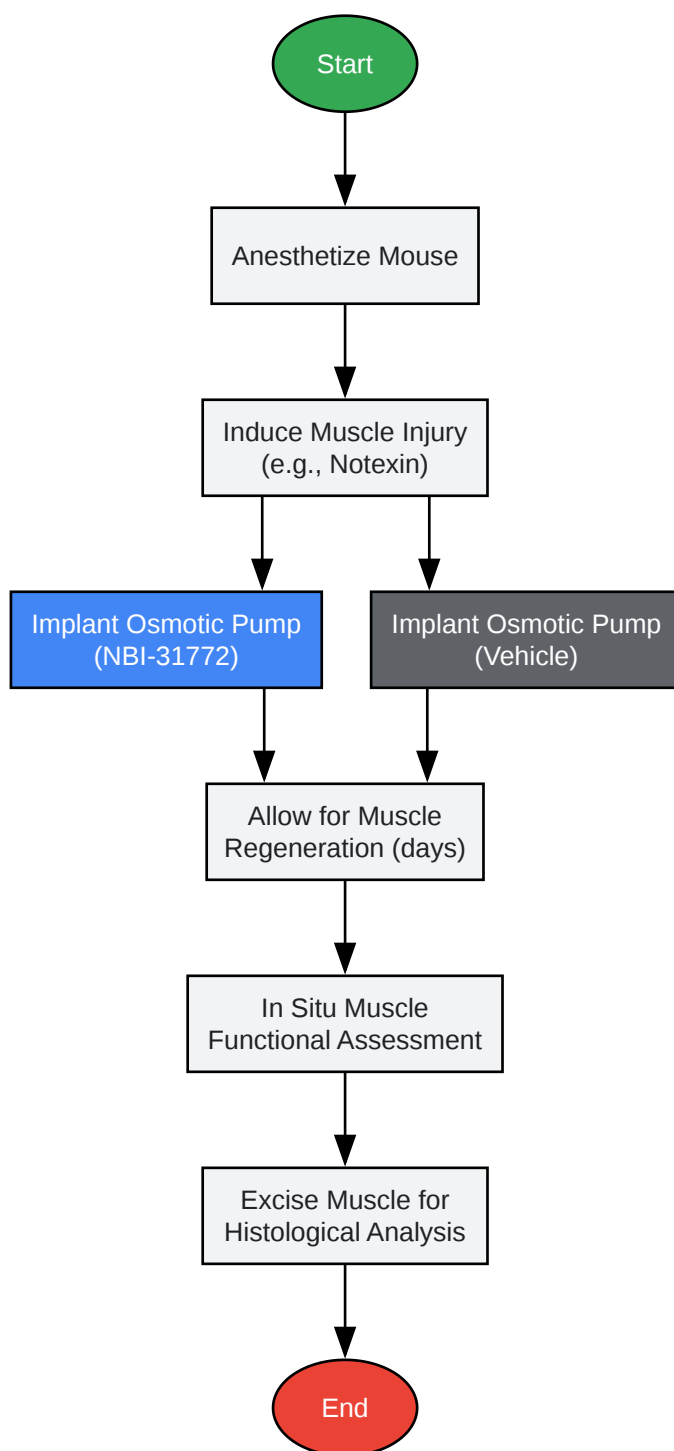 Start
Anesthetize Mouse
Induce Muscle Injury
(e.g., Notexin)
Implant Osmotic Pump
(NBI-31772)
Implant Osmotic Pump
(Vehicle)
Allow for Muscle
Regeneration (days)
In Situ Muscle
Functional Assessment
Excise Muscle for
Histological Analysis
End